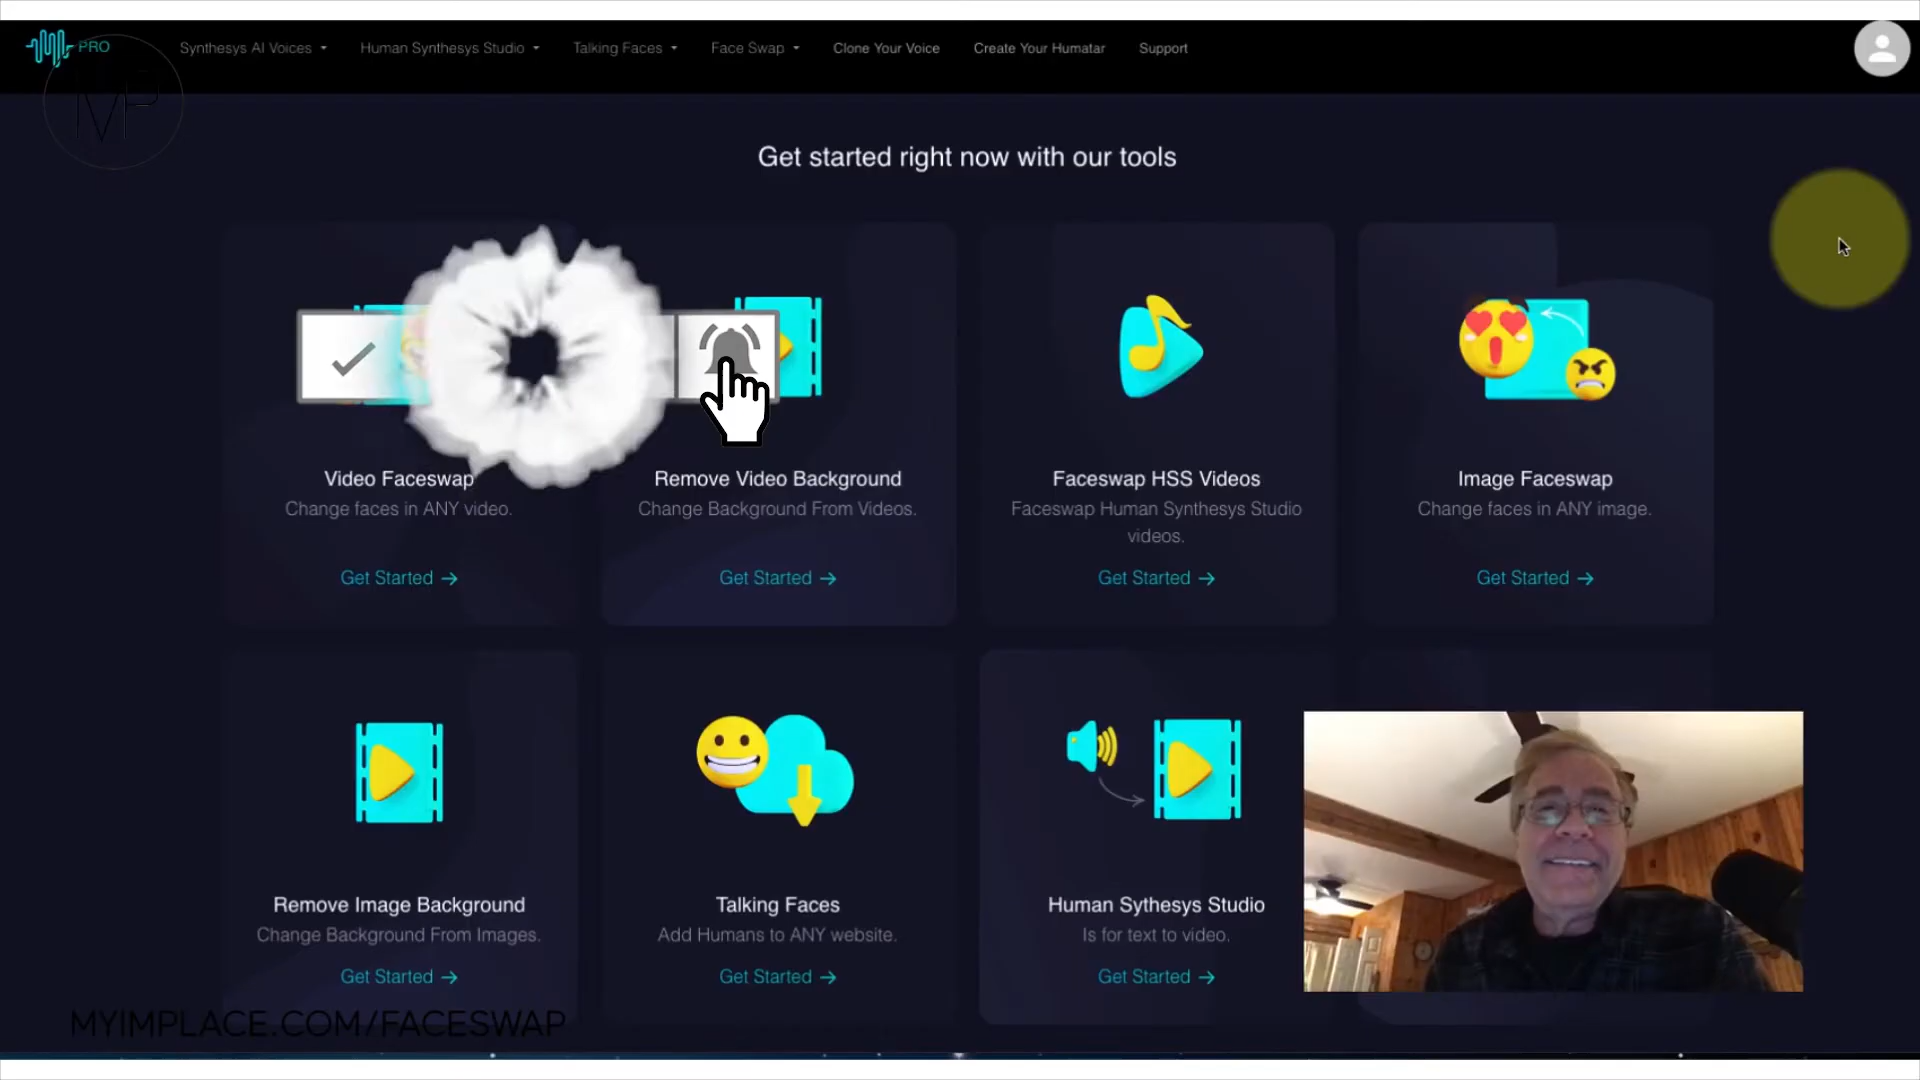 PRO
Synthesys AI Voices
Human Synthesys Studio
Talking Faces
Face Swap
Clone Your Voice
Create Your Humatar
Support
MP
Get started right now with our tools
Video Faceswap
Change faces in ANY video.
Get Started →
Remove Video Background
Change Background From Videos.
Get Started →
Faceswap HSS Videos
Faceswap Human Synthesys Studio
videos.
Get Started →
Image Faceswap
Change faces in ANY image.
Get Started →
Remove Image Background
Change Background From Images.
Get Started →
Talking Faces
Add Humans to ANY website.
Get Started →
Human Sythesys Studio
Is for text to video.
Get Started →
MYIMPLACE.COM/FACESWAP